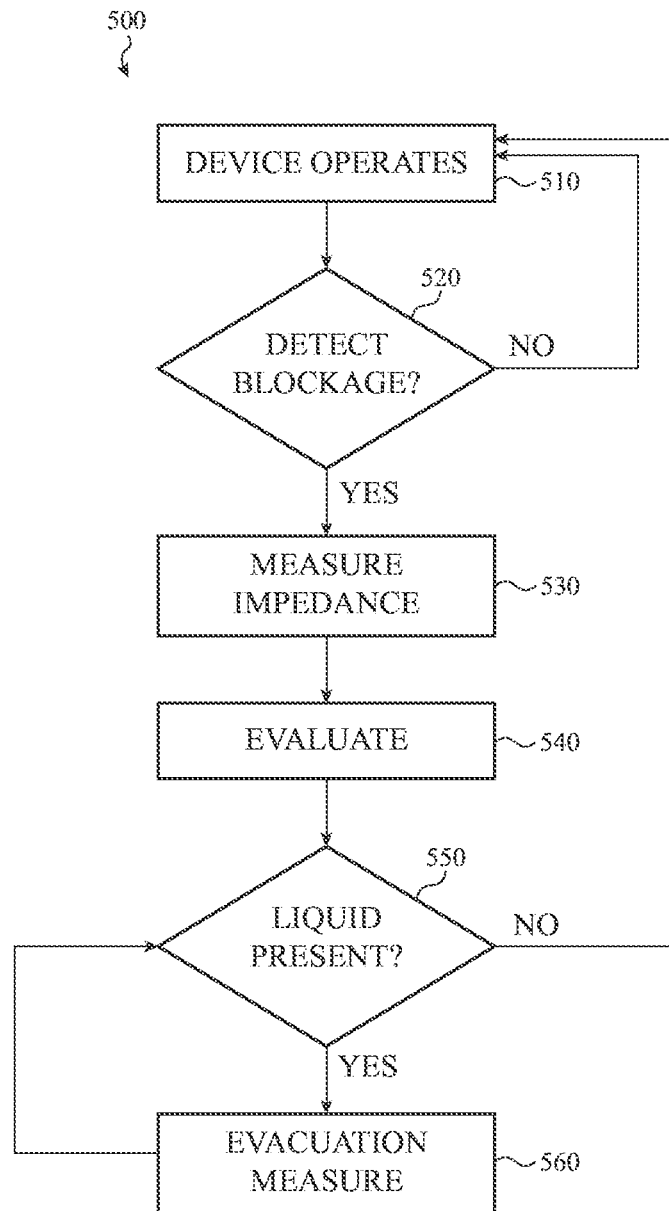 500
DEVICE OPERATES
510
520
DETECT
BLOCKAGE?
NO
YES
MEASURE
IMPEDANCE
530
EVALUATE
540
550
LIQUID
PRESENT?
NO
YES
EVACUATION
MEASURE
560